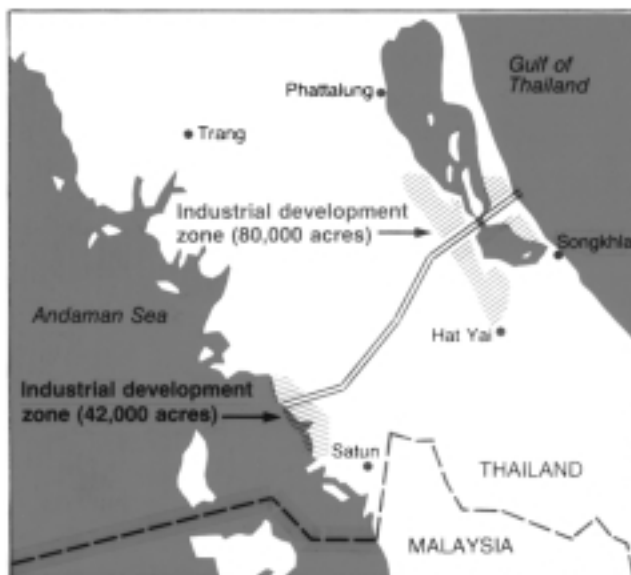 Gulf of
Thailand
Phattalung
Trang
Industrial development
zone (80,000 acres)
Songkhla
Andaman Sea
Hat Yai
Industrial development
zone (42,000 acres)
Satun
THAILAND
MALAYSIA